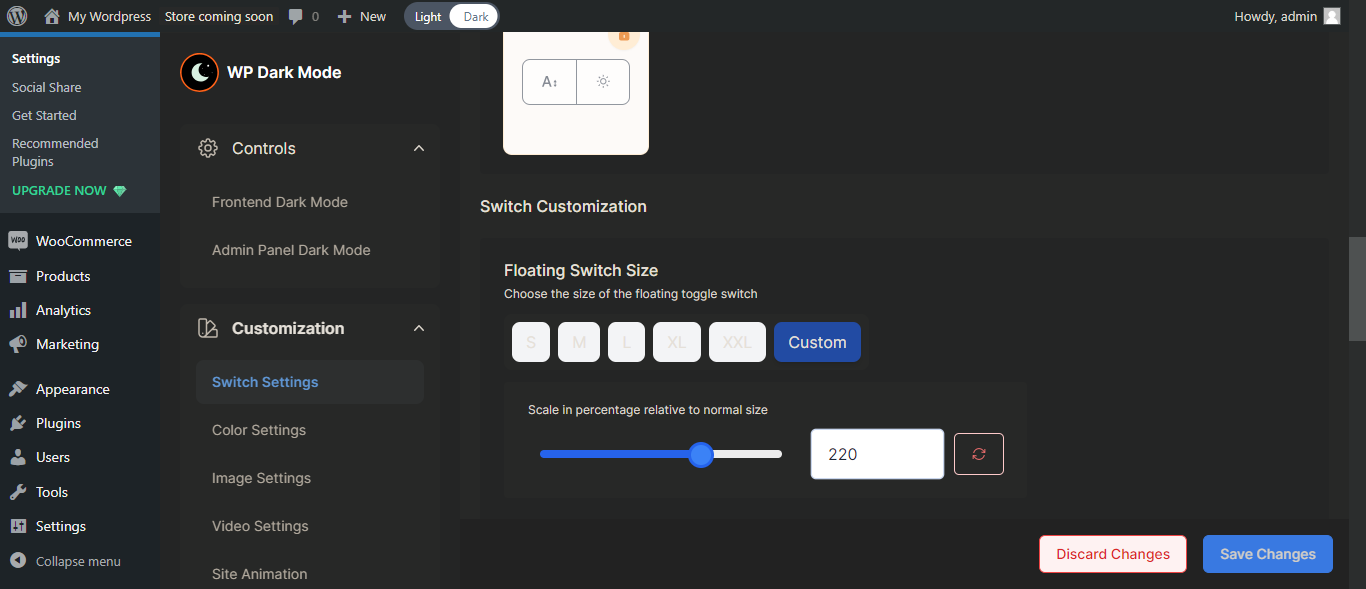 My Wordpress Store coming soon 0 New Light Dark Howdy, admin
Settings
Social Share
Get Started
Recommended
Plugins
UPGRADE NOW
WooCommerce
Products
Analytics
Marketing
Appearance
Plugins
Users
Tools
Settings
Collapse menu
WP Dark Mode
Controls
Frontend Dark Mode
Admin Panel Dark Mode
Customization
Switch Settings
Color Settings
Image Settings
Video Settings
Site Animation
A↕
Switch Customization
Floating Switch Size
Choose the size of the floating toggle switch
S M L XL XXL Custom
Scale in percentage relative to normal size
220
Discard Changes Save Changes